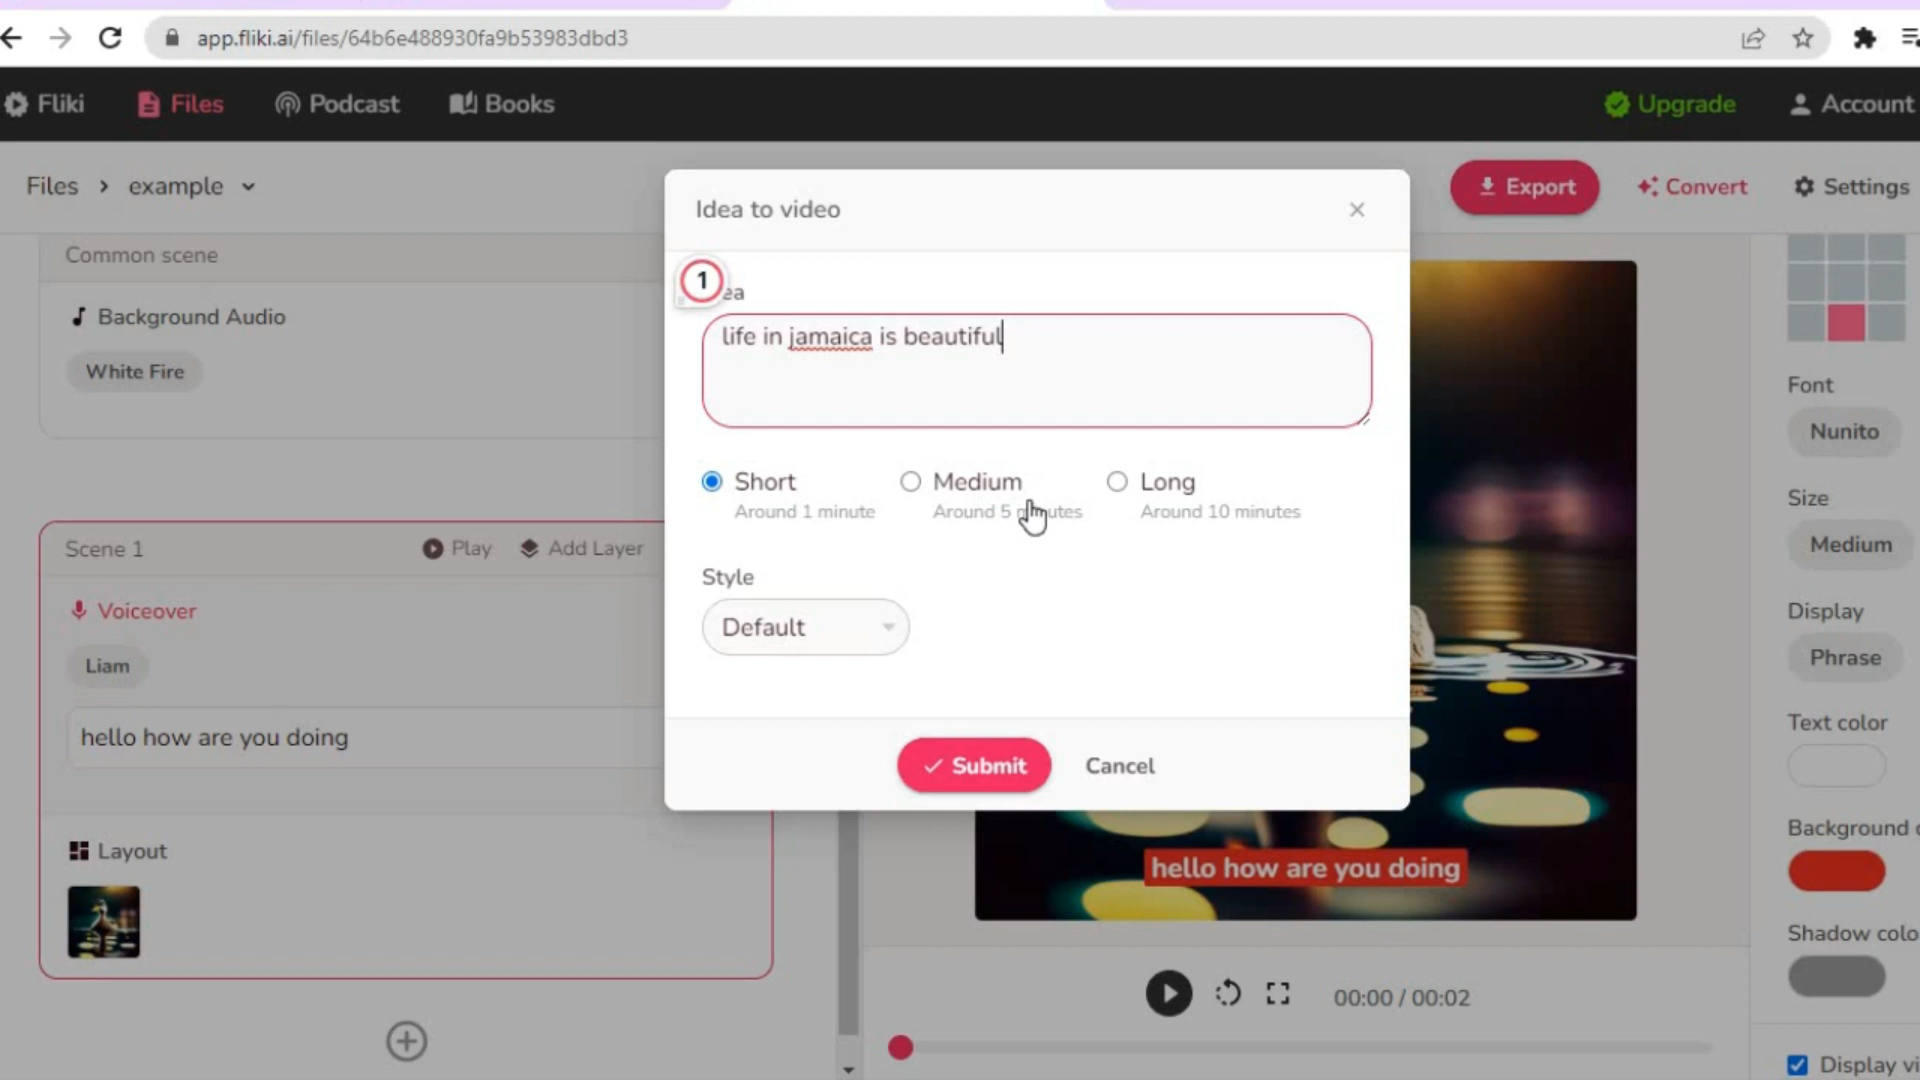 app.fliki.ai/files/64b6e488930fa9b53983dbd3
Fliki
Files
Podcast
Books
Upgrade
Account
Files > example
Export
Convert
Settings
Common scene
Background Audio
White Fire
Scene 1
Play
Add Layer
Voiceover
Liam
hello how are you doing
Layout
Idea to video
1
life in jamaica is beautiful
Short
Medium
Long
Around 1 minute
Around 5
Around 10 minutes
Style
Default
Submit
Cancel
hello how are you doing
00:00 / 00:02
Font
Nunito
Size
Medium
Display
Phrase
Text color
Background
Shadow colo
Display vi